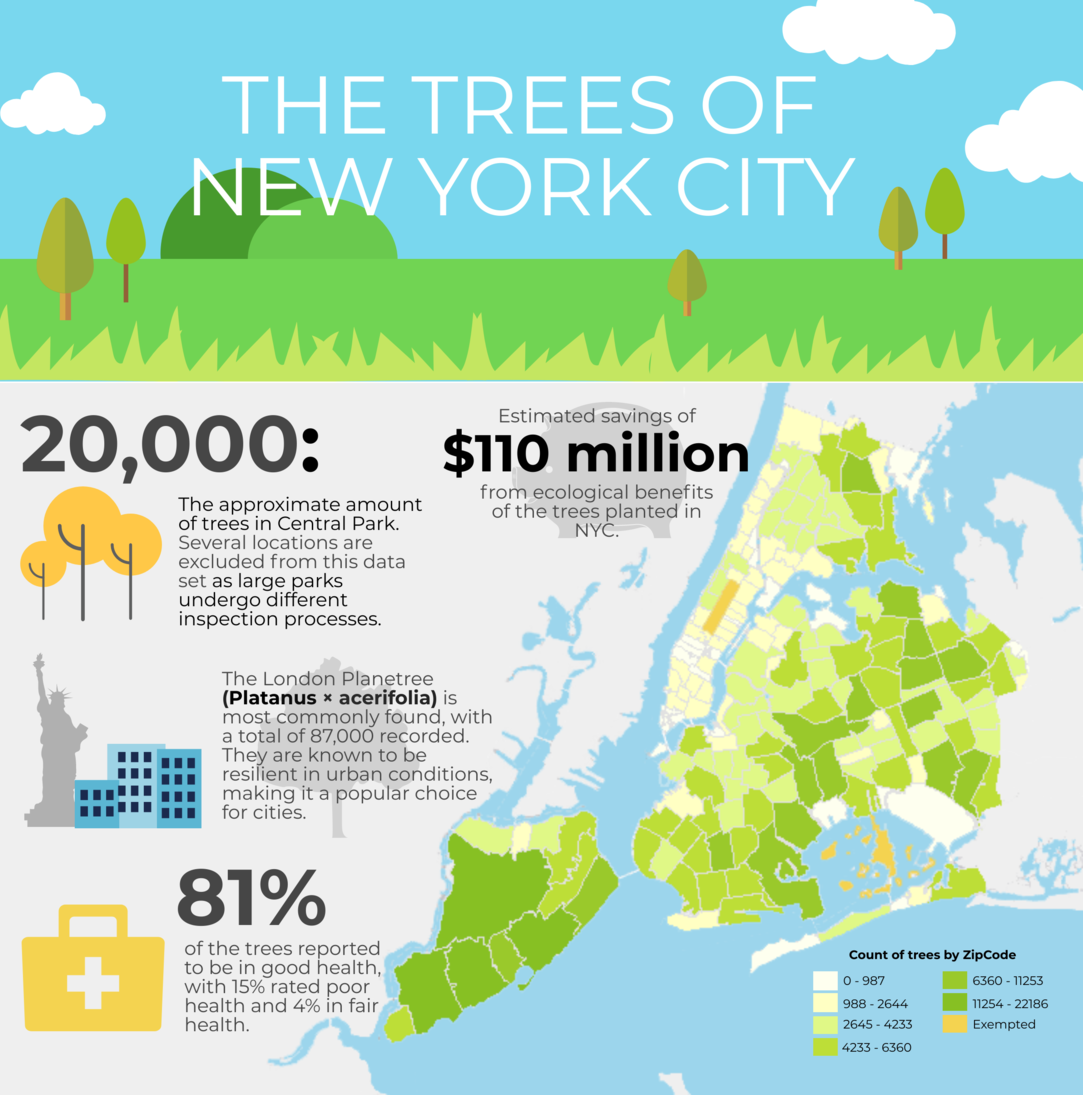 THE TREES OF
NEW YORK CITY
20,000:
The approximate amount
of trees in Central Park.
Several locations are
excluded from this data
set as large parks
undergo different
inspection processes.
Estimated savings of
$110 million
from ecological benefits
of the trees planted in
NYC.
The London Planetree
(Platanus × acerifolia) is
most commonly found, with
a total of 87,000 recorded.
They are known to be
resilient in urban conditions,
making it a popular choice
for cities.
81%
of the trees reported
to be in good health,
with 15% rated poor
health and 4% in fair
health.
Count of trees by ZipCode
0 - 987
988 - 2644
2645 - 4233
4233 - 6360
6360 - 11253
11254 - 22186
Exempted